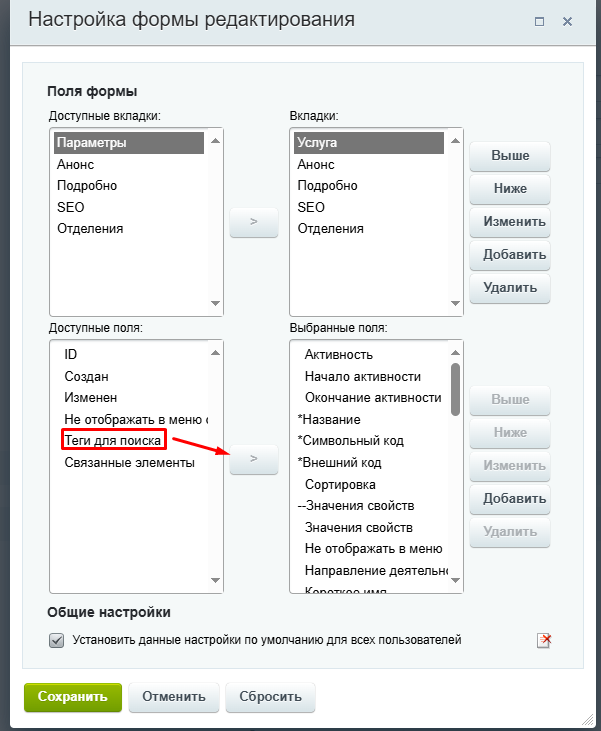 Настройка формы редактирования
Поля формы
Доступные вкладки:
Параметры
Анонс
Подробно
SEO
Отделения
>
Вкладки:
Услуга
Анонс
Подробно
SEO
Отделения
Выше
Ниже
Изменить
Добавить
Удалить
Доступные поля:
ID
Создан
Изменен
Не отображать в меню с
Теги для поиска
Связанные элементы
>
Выбранные поля:
Активность
Начало активности
Окончание активности
*Название
*Символьный код
*Внешний код
Сортировка
--Значения свойств
Значения свойств
Не отображать в меню
Направление деятельно
Короткое имя
Выше
Ниже
Изменить
Добавить
Удалить
Общие настройки
Установить данные настройки по умолчанию для всех пользователей
Сохранить
Отменить
Сбросить